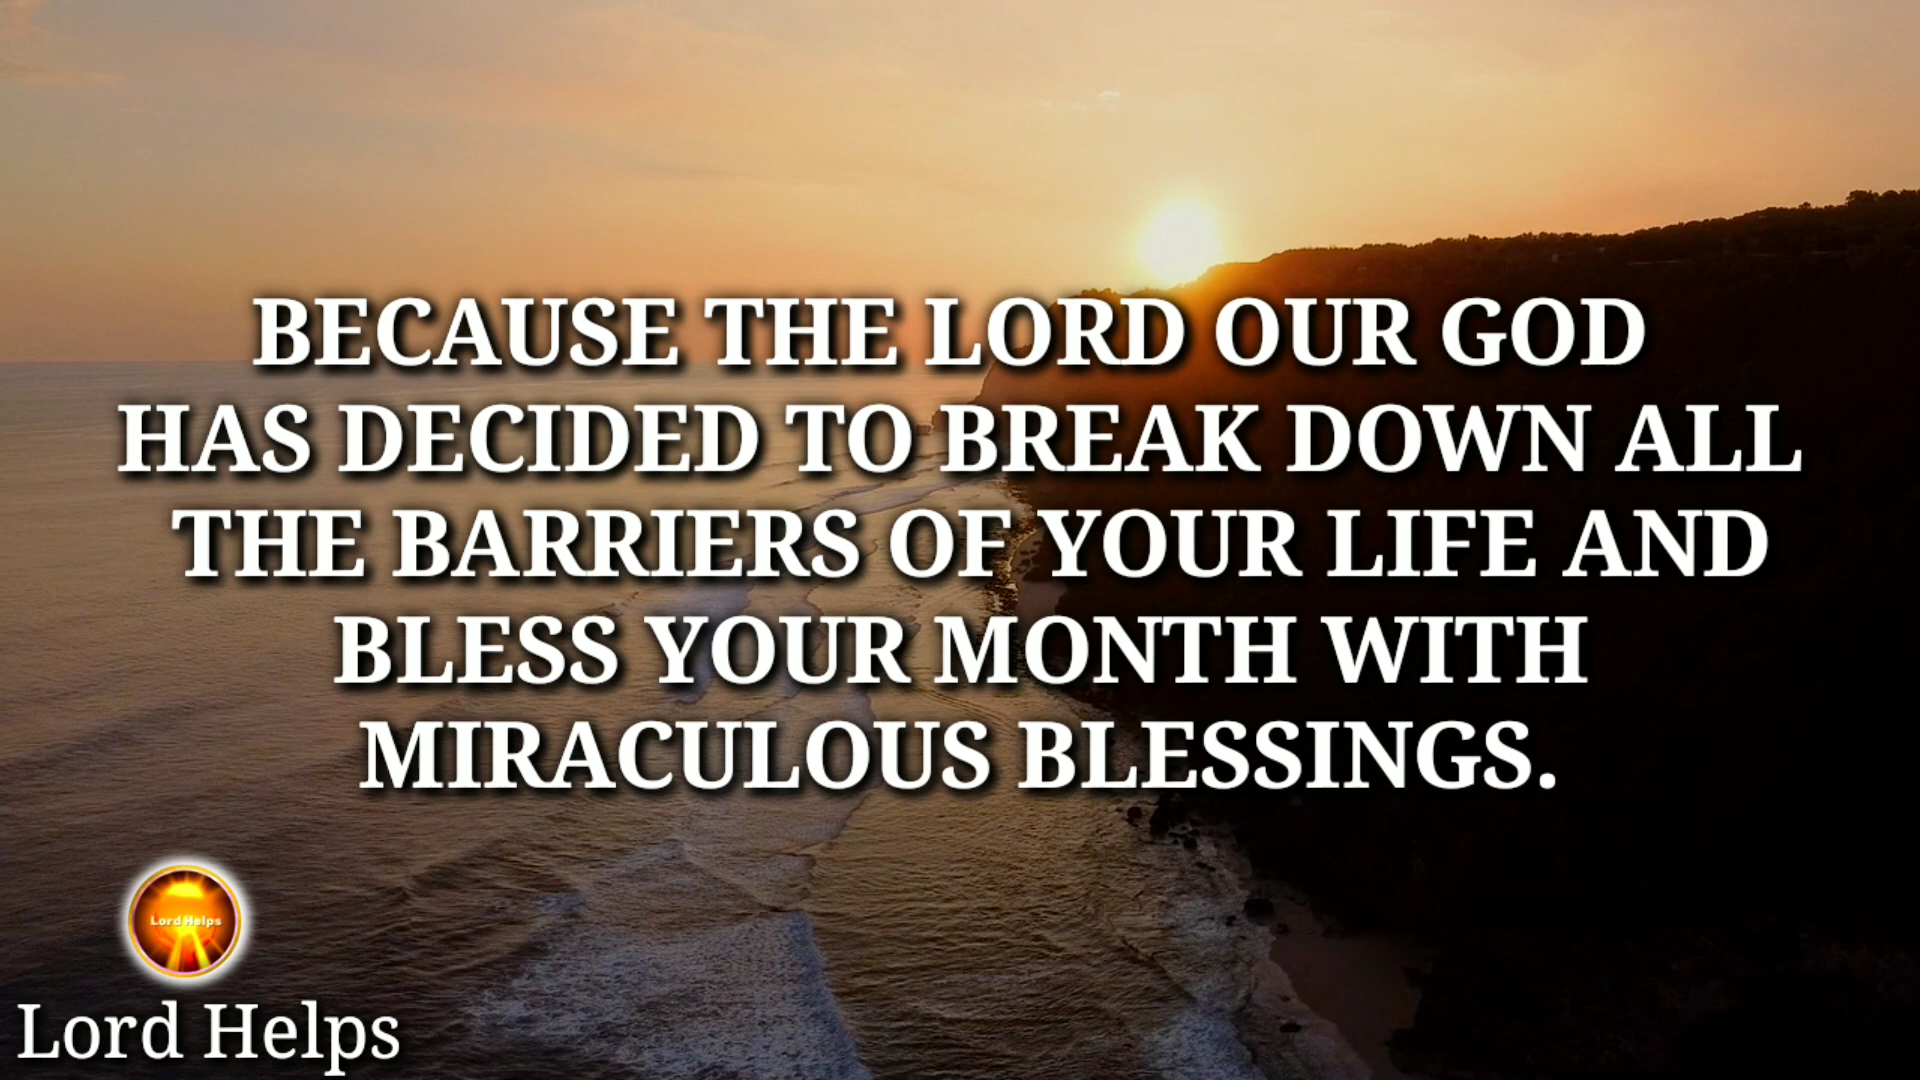 BECAUSE THE LORD OUR GOD
HAS DECIDED TO BREAK DOWN ALL
THE BARRIERS OF YOUR LIFE AND
BLESS YOUR MONTH WITH
MIRACULOUS BLESSINGS.
Lord Helps
Lord Helps